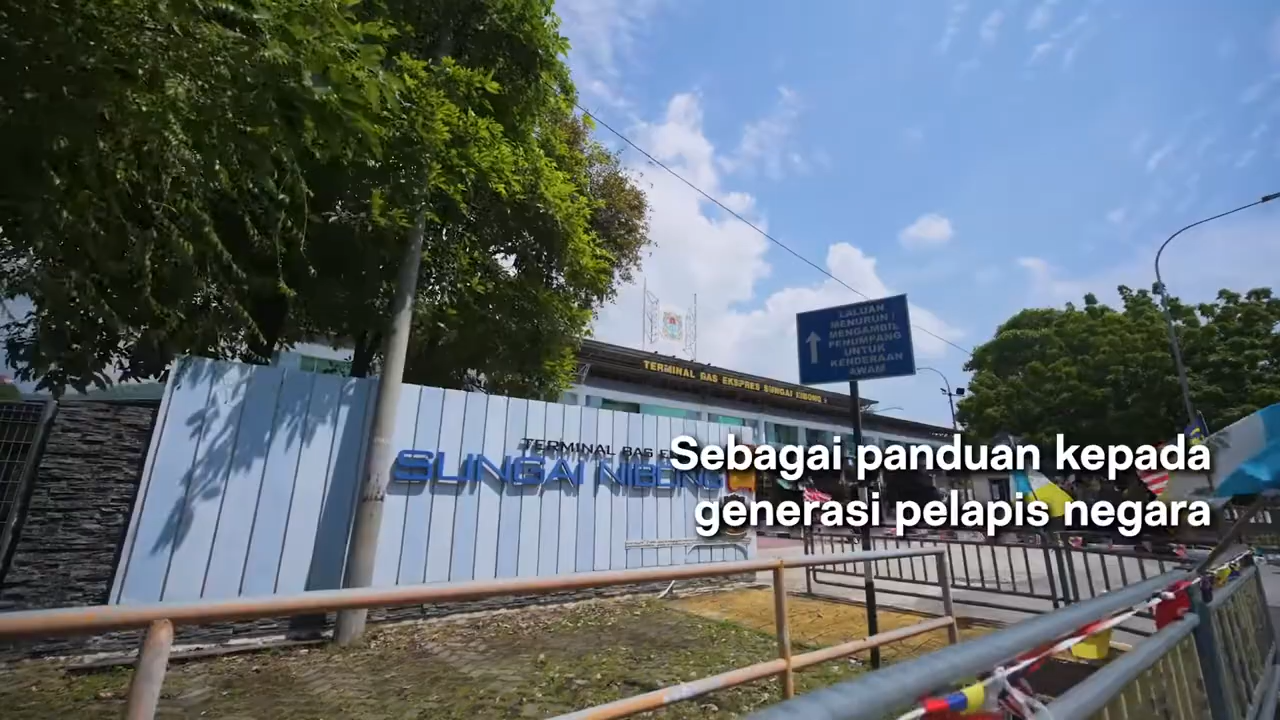 TERMINAL BAS EKSPRES SUNGAI NIBONG
LALUAN
MENURUN /
MENGAMBIL
PENUMPANG
UNTUK
KENDERAAN
AWAM
TERMINAL BAS
SUNGAI NIBONG
Sebagai panduan kepada
generasi pelapis negara